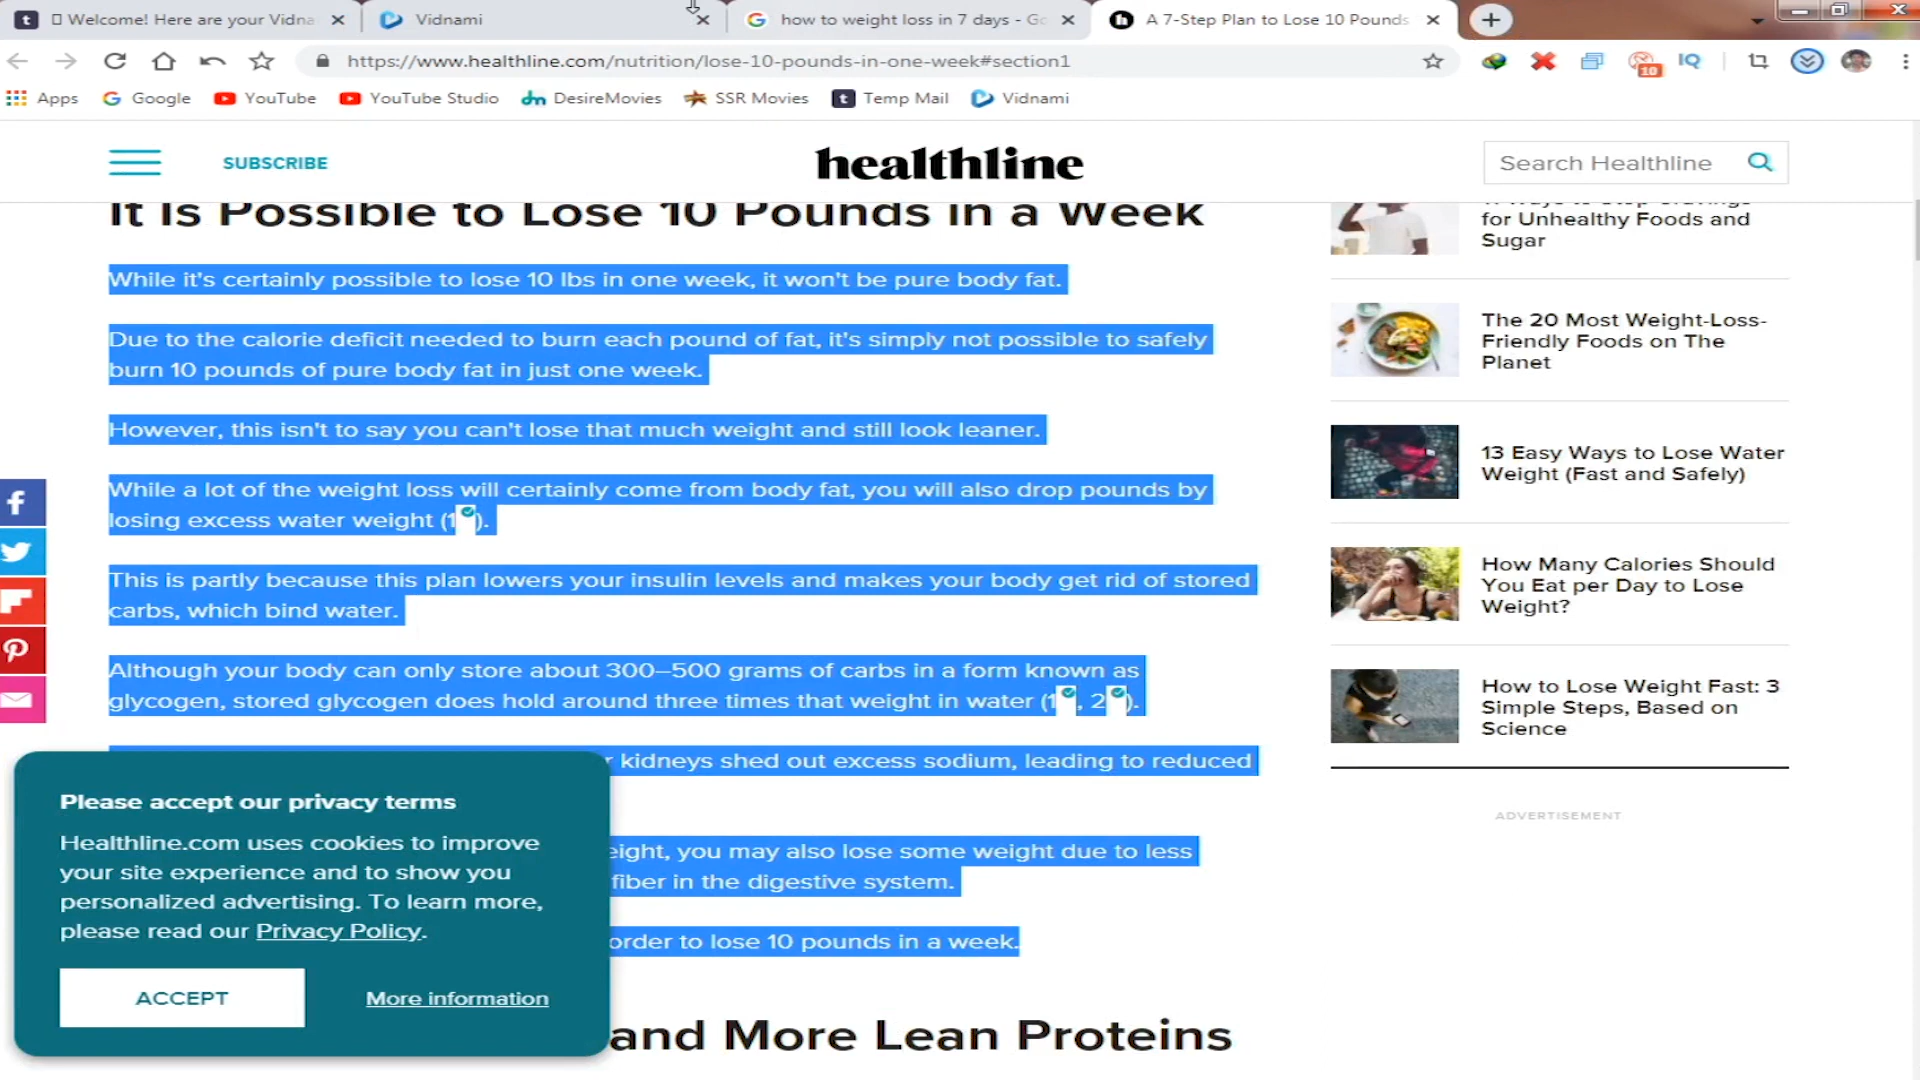 Welcome! Here are your Vidna
Vidnami
how to weight loss in 7 days - Go
A 7-Step Plan to Lose 10 Pounds
https://www.healthline.com/nutrition/lose-10-pounds-in-one-week#section1
10
IQ
Apps
Google
YouTube
YouTube Studio
DesireMovies
SSR Movies
Temp Mail
Vidnami
SUBSCRIBE
healthline
Search Healthline
It Is Possible to Lose 10 Pounds in a Week
While it's certainly possible to lose 10 lbs in one week, it won't be pure body fat.
Due to the calorie deficit needed to burn each pound of fat, it's simply not possible to safely
burn 10 pounds of pure body fat in just one week.
However, this isn't to say you can't lose that much weight and still look leaner.
While a lot of the weight loss will certainly come from body fat, you will also drop pounds by
losing excess water weight (1).
This is partly because this plan lowers your insulin levels and makes your body get rid of stored
carbs, which bind water.
Although your body can only store about 300–500 grams of carbs in a form known as
glycogen, stored glycogen does hold around three times that weight in water (1, 2).
kidneys shed out excess sodium, leading to reduced
eight, you may also lose some weight due to less
fiber in the digestive system.
order to lose 10 pounds in a week.
and More Lean Proteins
for Unhealthy Foods and
Sugar
The 20 Most Weight-Loss-
Friendly Foods on The
Planet
13 Easy Ways to Lose Water
Weight (Fast and Safely)
How Many Calories Should
You Eat per Day to Lose
Weight?
How to Lose Weight Fast: 3
Simple Steps, Based on
Science
ADVERTISEMENT
Please accept our privacy terms
Healthline.com uses cookies to improve
your site experience and to show you
personalized advertising. To learn more,
please read our Privacy Policy.
ACCEPT
More information